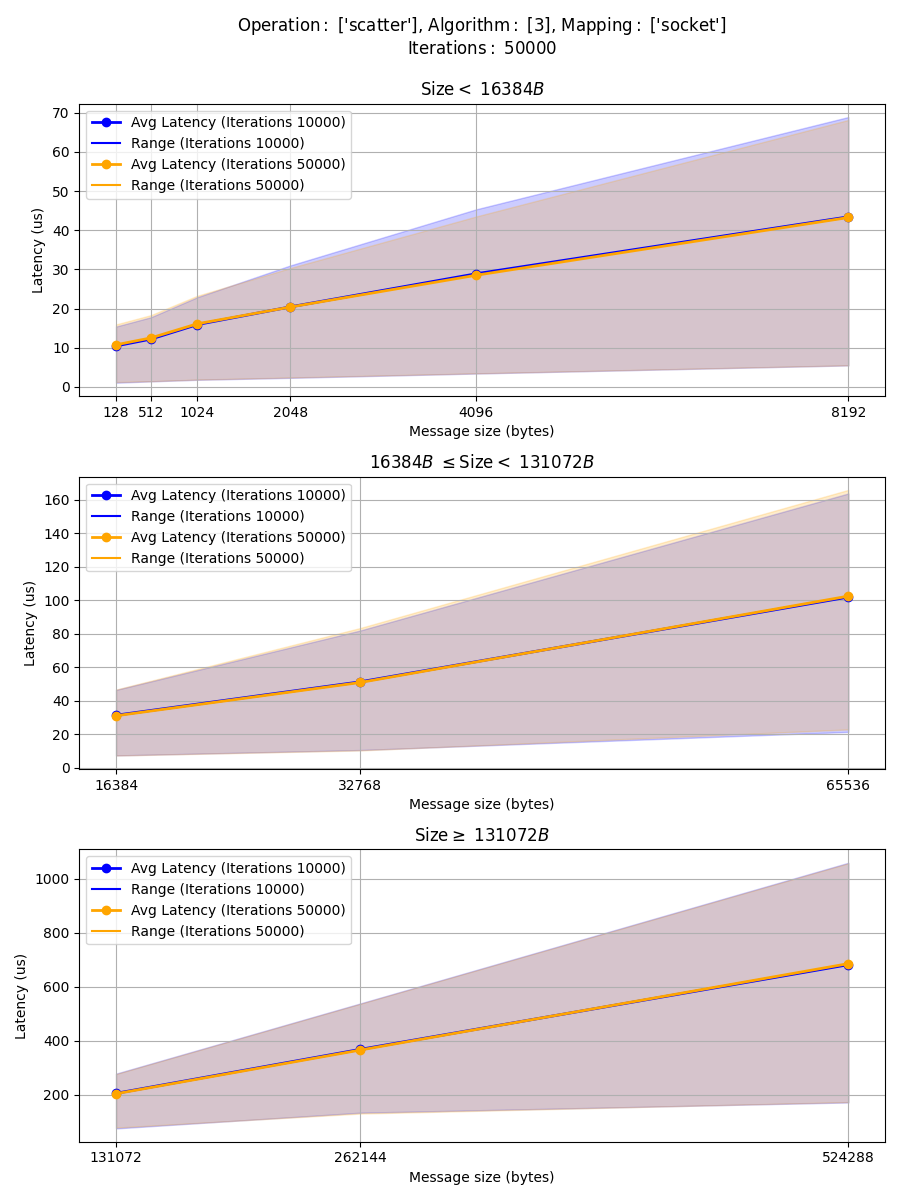 Operation : ['scatter'], Algorithm : [3], Mapping : ['socket']
Iterations : 50000
Size < 16384B
Avg Latency (Iterations 10000)
Range (Iterations 10000)
Avg Latency (Iterations 50000)
Range (Iterations 50000)
70
60
50
40
30
20
10
0
Latency (us)
128 512 1024 2048 4096 8192
Message size (bytes)
16384B ≤ Size < 131072B
Avg Latency (Iterations 10000)
Range (Iterations 10000)
Avg Latency (Iterations 50000)
Range (Iterations 50000)
160
140
120
100
80
60
40
20
0
Latency (us)
16384 32768 65536
Message size (bytes)
Size ≥ 131072B
Avg Latency (Iterations 10000)
Range (Iterations 10000)
Avg Latency (Iterations 50000)
Range (Iterations 50000)
1000
800
600
400
200
Latency (us)
131072 262144 524288
Message size (bytes)